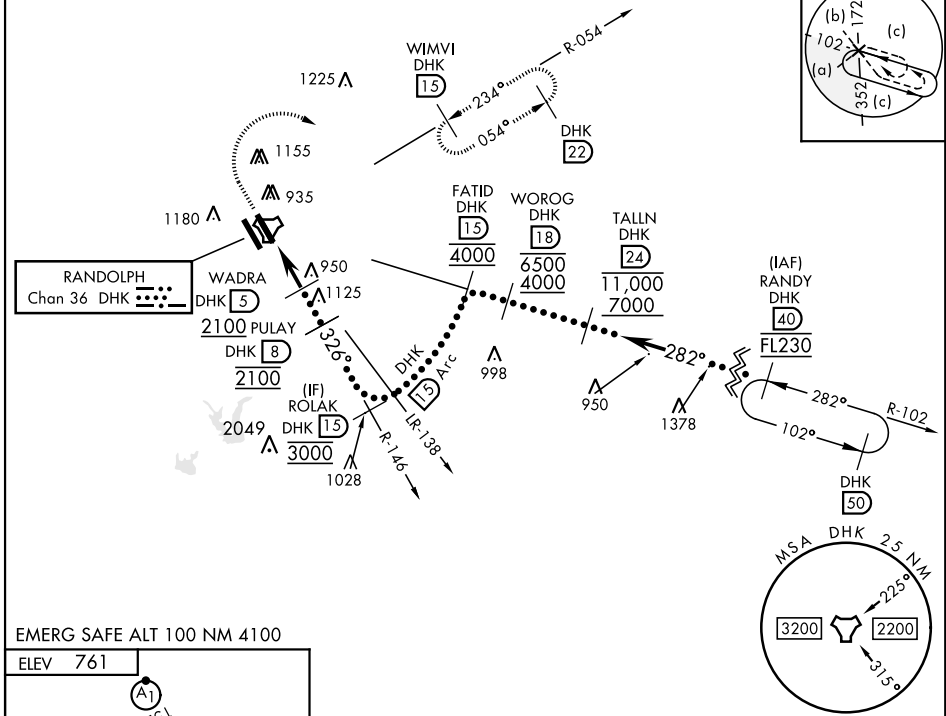 WIMVI
DHK
15
R-054
234°
054°
DHK
22
1225
1155
935
1180
(b)
172
(c)
102
(a)
352
(c)
RANDOLPH
Chan 36 DHK
WADRA
DHK 5
2100
950
1125
PULAY
DHK 8
2100
326°
(IF)
ROLAK
DHK 15
3000
2049
1028
R-146
LR-138
DHK
15 Arc
FATID
DHK
15
4000
WOROG
DHK
18
6500
4000
TALLN
DHK
24
11,000
7000
998
950
1378
282°
(IAF)
RANDY
DHK
40
FL230
282°
102°
R-102
DHK
50
MSA DHK 25 NM
225°
3200
2200
315°
EMERG SAFE ALT 100 NM 4100
ELEV 761
A1